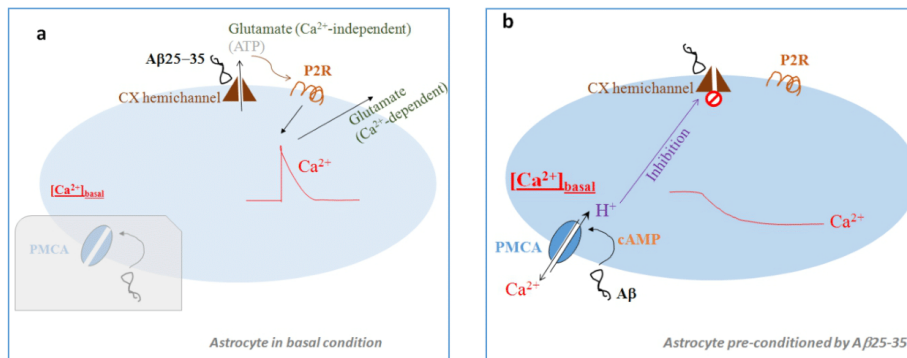 a
Glutamate (Ca²⁺-independent)
(ATP)
Aβ25–35
P2R
CX hemichannel
Glutamate
(Ca²⁺-dependent)
Ca²⁺
[Ca²⁺]basal
PMCA
Astrocyte in basal condition
b
P2R
CX hemichannel
Inhibition
[Ca²⁺]basal
H⁺
Ca²⁺
cAMP
PMCA
Ca²⁺
Aβ
Astrocyte pre-conditioned by Aβ25-35